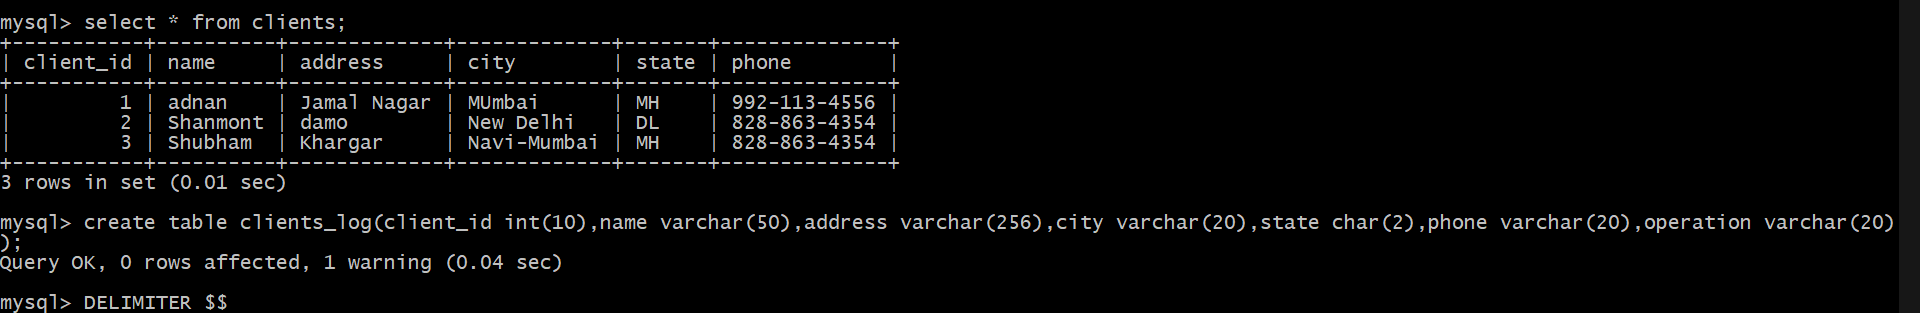 mysql> select * from clients;
+-----------+----------+-------------+-------------+-------+--------------+
| client_id | name     | address     | city        | state | phone        |
+-----------+----------+-------------+-------------+-------+--------------+
|         1 | adnan    | Jamal Nagar | MUmbai      | MH    | 992-113-4556 |
|         2 | Shanmont | damo        | New Delhi   | DL    | 828-863-4354 |
|         3 | Shubham  | Khargar     | Navi-Mumbai | MH    | 828-863-4354 |
+-----------+----------+-------------+-------------+-------+--------------+
3 rows in set (0.01 sec)
mysql> create table clients_log(client_id int(10),name varchar(50),address varchar(256),city varchar(20),state char(2),phone varchar(20),operation varchar(20)
);
Query OK, 0 rows affected, 1 warning (0.04 sec)
mysql> DELIMITER $$